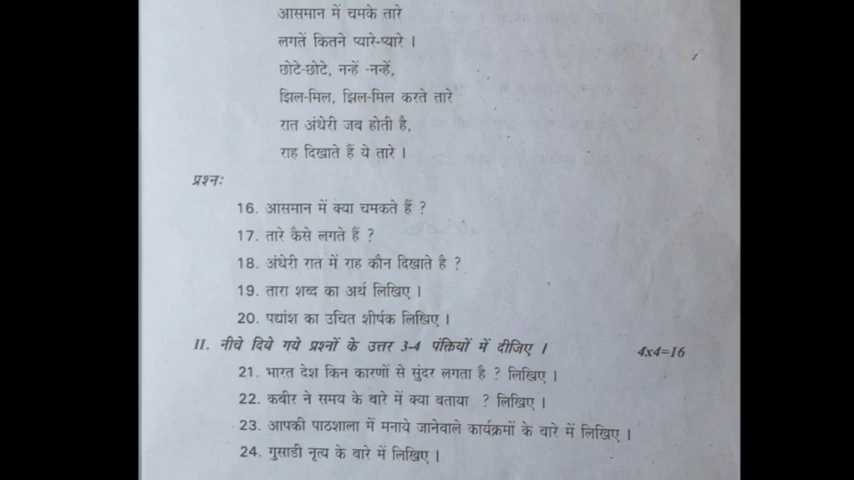 आसमान में चमके तारे
लगतें कितने प्यारे-प्यारे ।
छोटे-छोटे, नन्हें -नन्हें,
झिल-मिल, झिल-मिल करते तारे
रात अंधेरी जब होती है,
राह दिखाते हैं ये तारे ।
प्रश्न:
16. आसमान में क्या चमकते हैं ?
17. तारे कैसे लगते हैं ?
18. अंधेरी रात में राह कौन दिखाते है ?
19. तारा शब्द का अर्थ लिखिए ।
20. पद्यांश का उचित शीर्षक लिखिए ।
II. नीचे दिये गये प्रश्नों के उत्तर 3-4 पंक्तियों में दीजिए । 4x4=16
21. भारत देश किन कारणों से सुंदर लगता है ? लिखिए ।
22. कबीर ने समय के बारे में क्या बताया ? लिखिए ।
23. आपकी पाठशाला में मनाये जानेवाले कार्यक्रमों के बारे में लिखिए ।
24. गुसाडी नृत्य के बारे में लिखिए ।